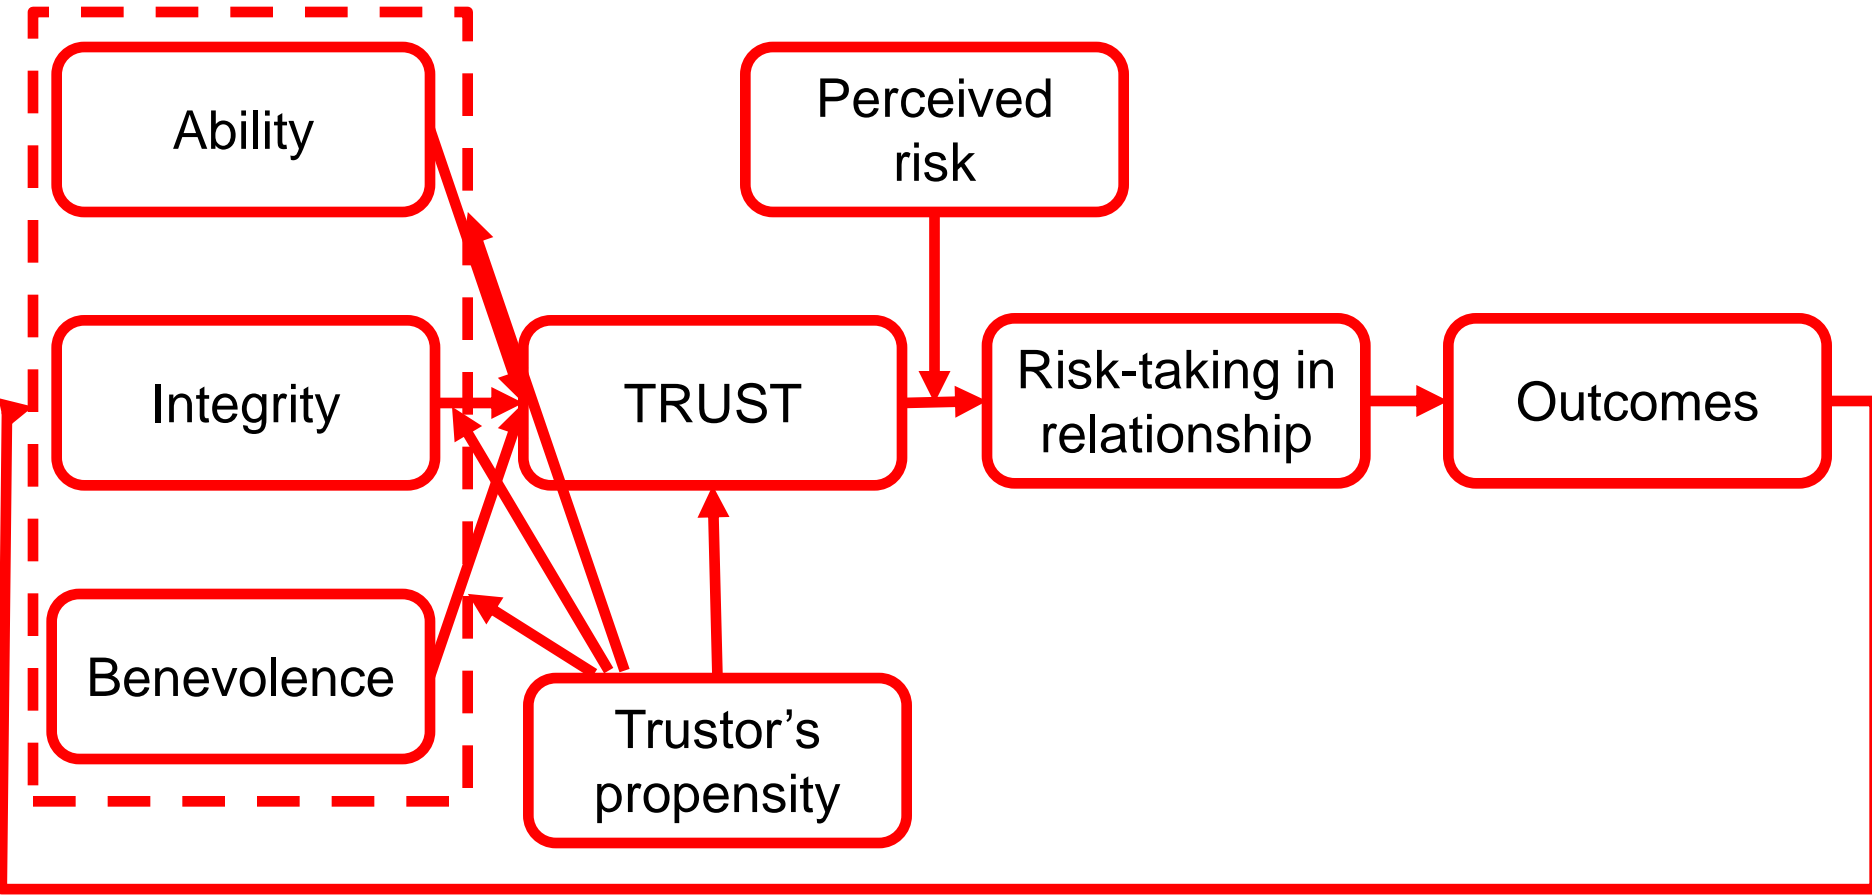 Ability
Perceived
risk
Integrity
TRUST
Risk-taking in
relationship
Outcomes
Benevolence
Trustor’s
propensity